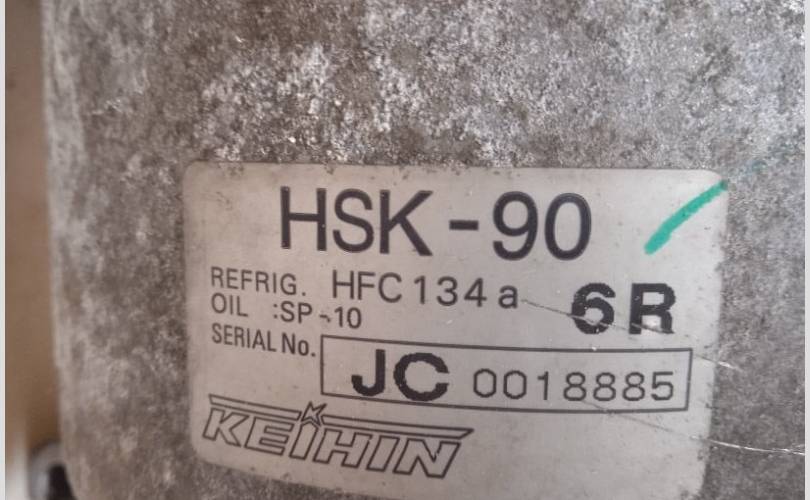 HSK-90
REFRIG. HFC134a 6R
OIL :SP-10
SERIAL No. JC 0018885
KEIHIN